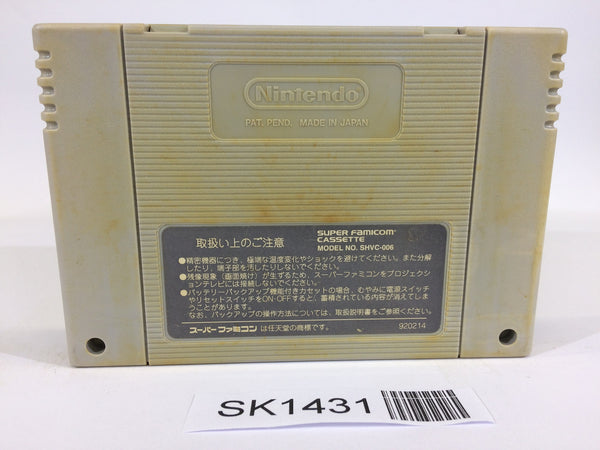 Nintendo
PAT. PEND. MADE IN JAPAN
取扱い上のご注意
SUPER FAMICOM
CASSETTE
MODEL NO. SHVC-006
●精密機器につき、極端な温度変化やショックを避けてください。また分解
したり、端子部を汚したりしないでください。
●残像現象（画面焼け）が生ずるため、スーパーファミコンをプロジェクシ
ョンテレビには接続しないでください。
●バッテリーバックアップ機能付きカセットの場合、むやみに電源スイッチ
やリセットスイッチをON・OFFすると、蓄積されている内容が消えてしま
うことがあります。
なお、バックアップの操作方法については、取扱説明書をご参照ください。
スーパーファミコン は任天堂の商標です。
920214
SK1431